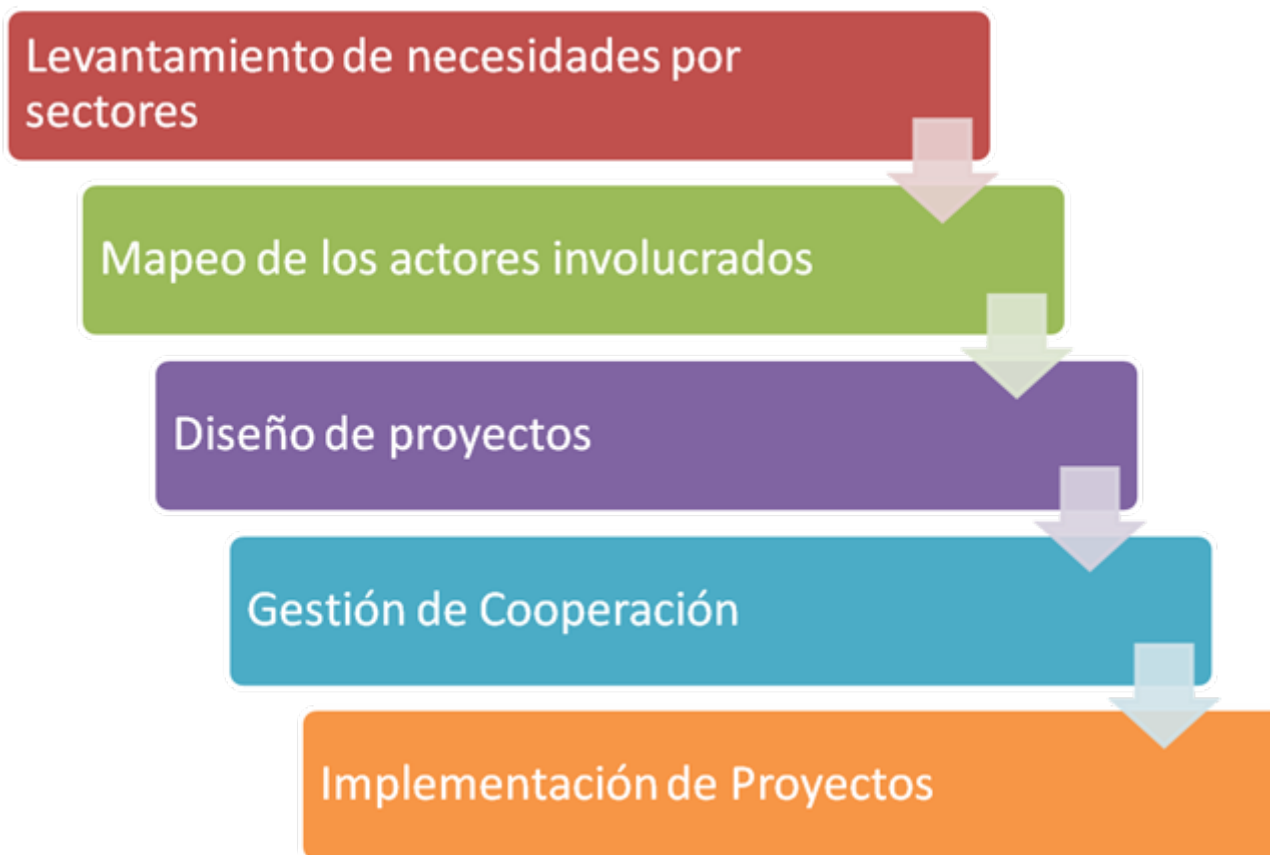 Levantamiento de necesidades por
sectores
Mapeo de los actores involucrados
Diseño de proyectos
Gestión de Cooperación
Implementación de Proyectos